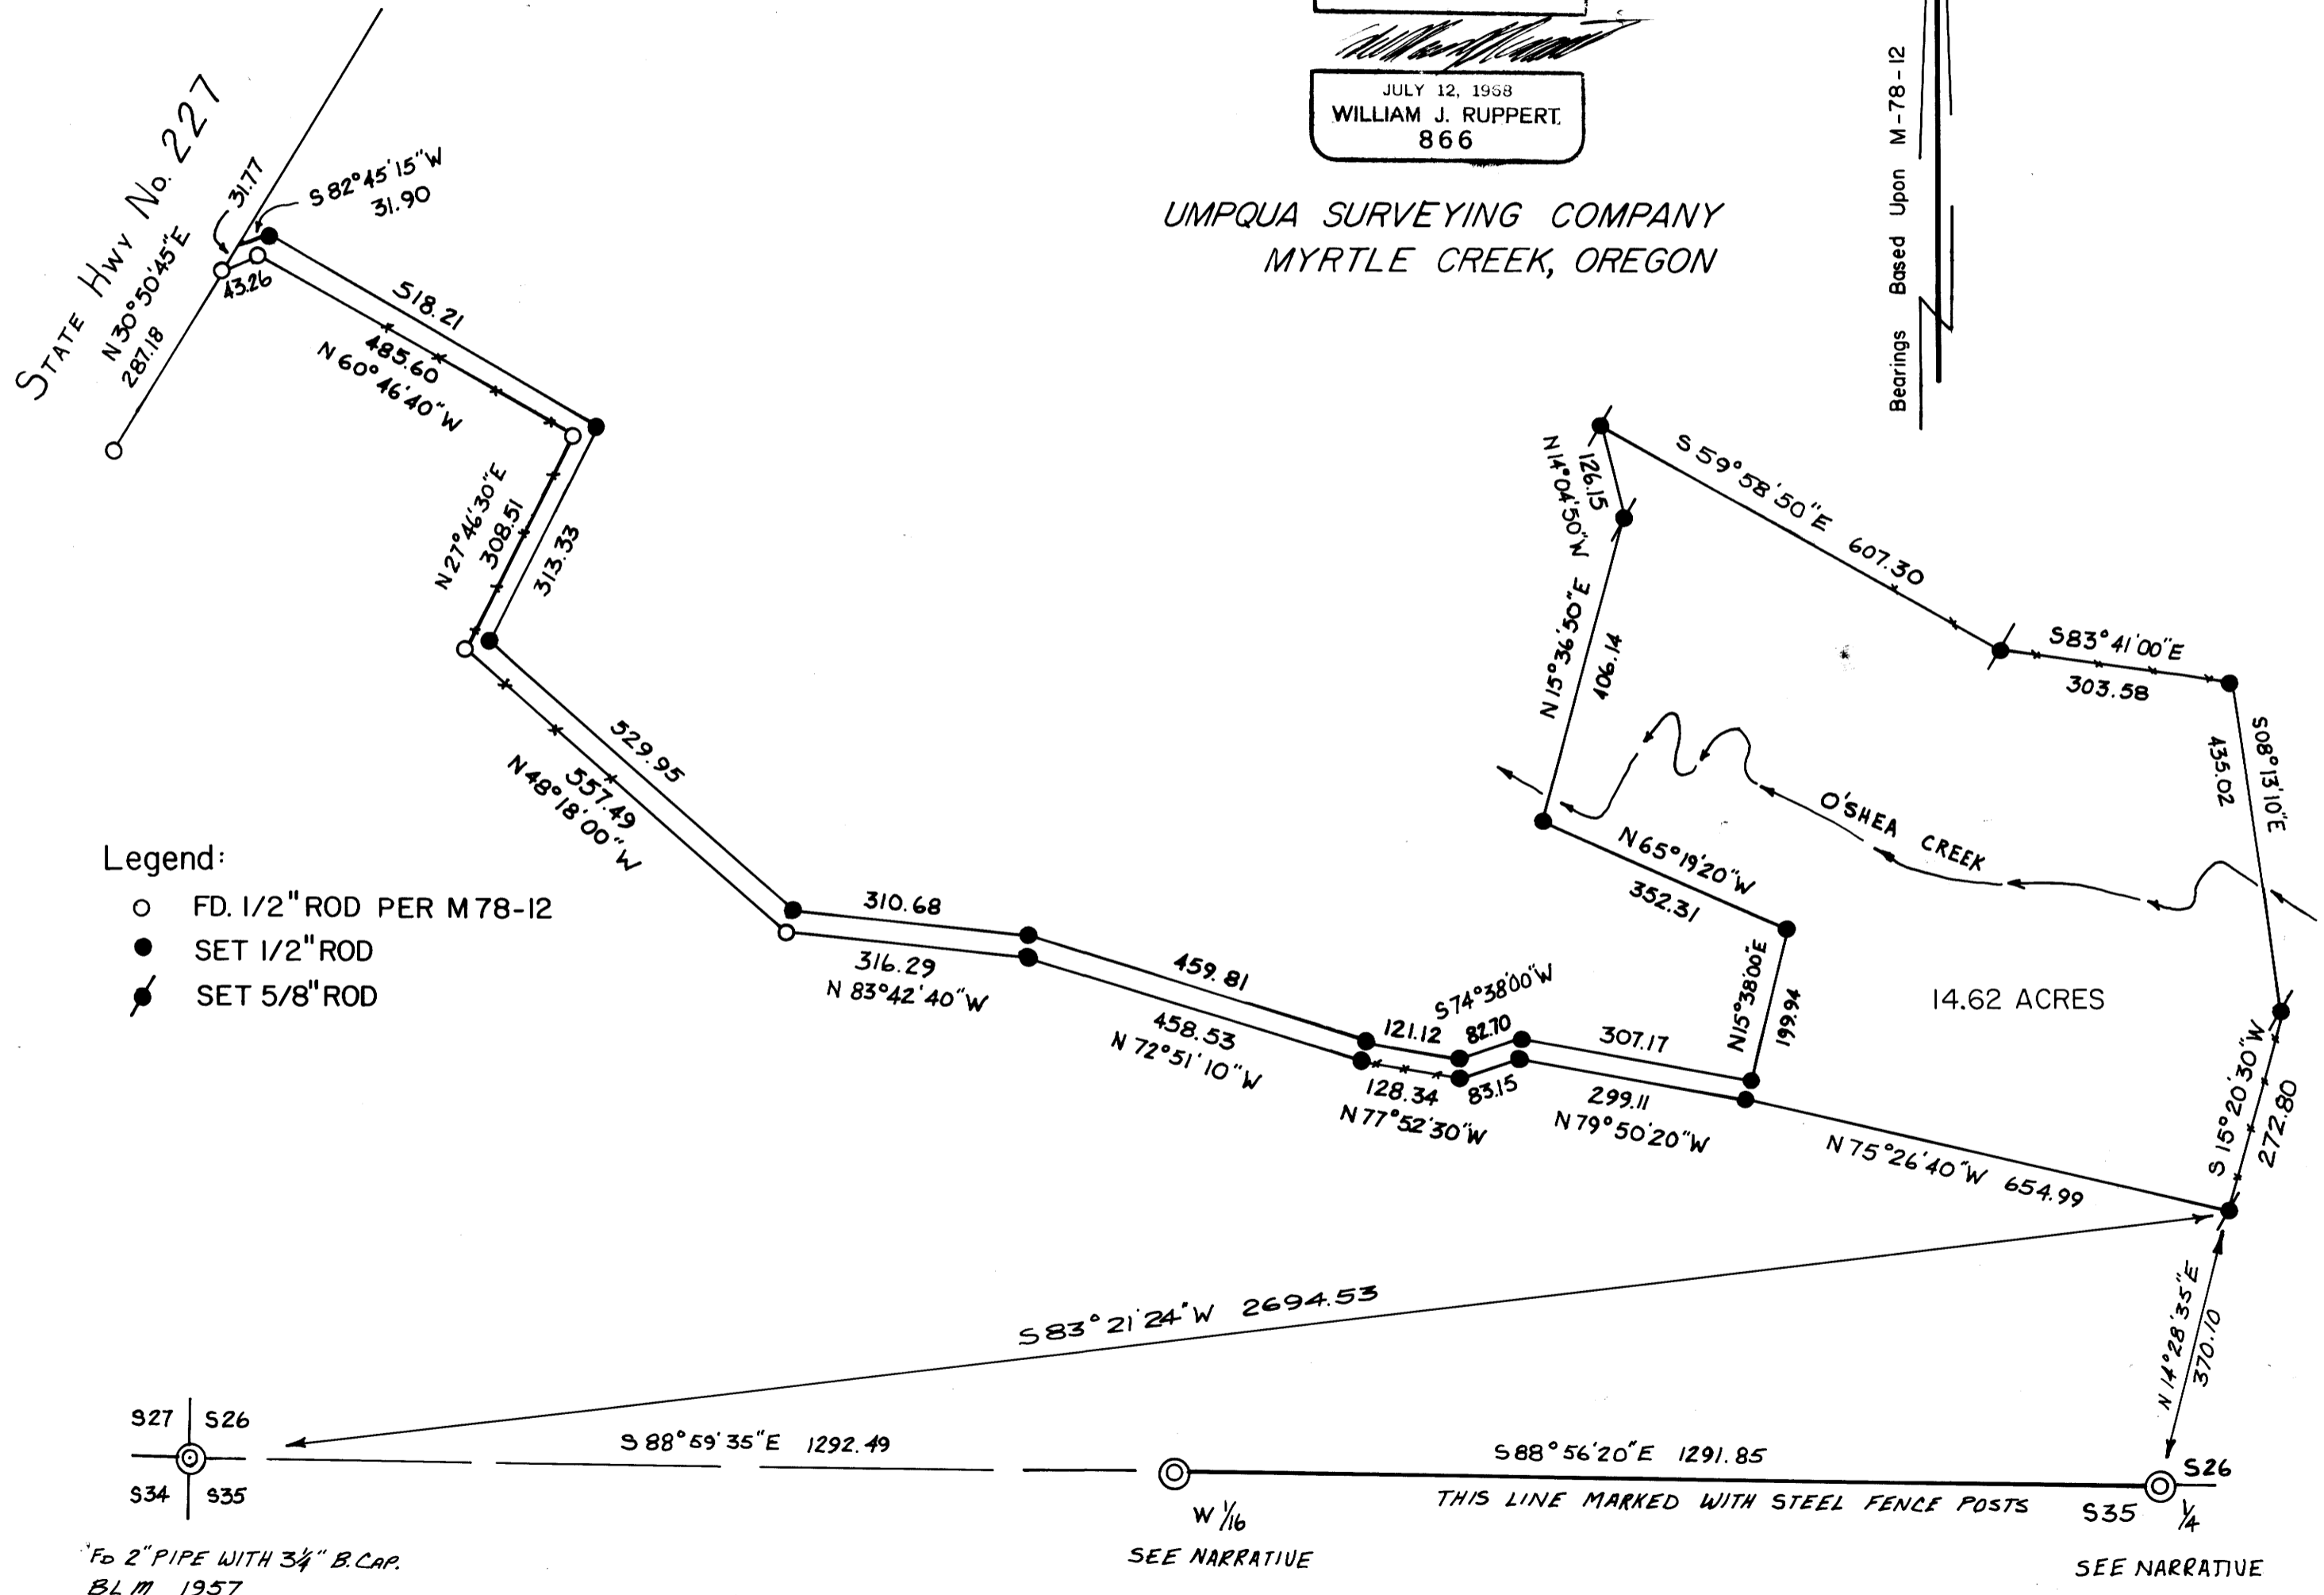 JULY 12, 1968
WILLIAM J. RUPPERT
866
UMPQUA SURVEYING COMPANY
MYRTLE CREEK, OREGON
Bearings Based Upon M-78-12
STATE HWY No. 227
N30°50'45"E
287.18
31.77
S82°45'15"W
31.90
43.26
518.21
485.60
N60°46'40"W
N27°46'30"E
308.51
313.33
529.95
557.49
N48°18'00"W
310.68
316.29
N 83°42'40"W
459.81
458.53
N 72°51'10"W
121.12
S74°38'00"W
82.70
128.34
N77°52'30"W
83.15
307.17
299.11
N79°50'20"W
N15°38'00"E
199.94
N65°19'20"W
352.31
N15°36'50"E
406.14
N14°04'50"W
126.15
S59°58'50"E 607.30
S83°41'00"E
303.58
S08°13'10"E
435.02
O'SHEA CREEK
14.62 ACRES
S15°20'30"W
272.80
N75°26'40"W 654.99
Legend:
FD. 1/2" ROD PER M 78-12
SET 1/2" ROD
SET 5/8" ROD
S83°21'24"W 2694.53
N14°28'35"E
370.10
S27 S26
S34 S35
S88°59'35"E 1292.49
S88°56'20"E 1291.85
THIS LINE MARKED WITH STEEL FENCE POSTS
W 1/16
SEE NARRATIVE
S26
S35 1/4
SEE NARRATIVE
FD 2" PIPE WITH 3¼" B. CAP.
BLM 1957